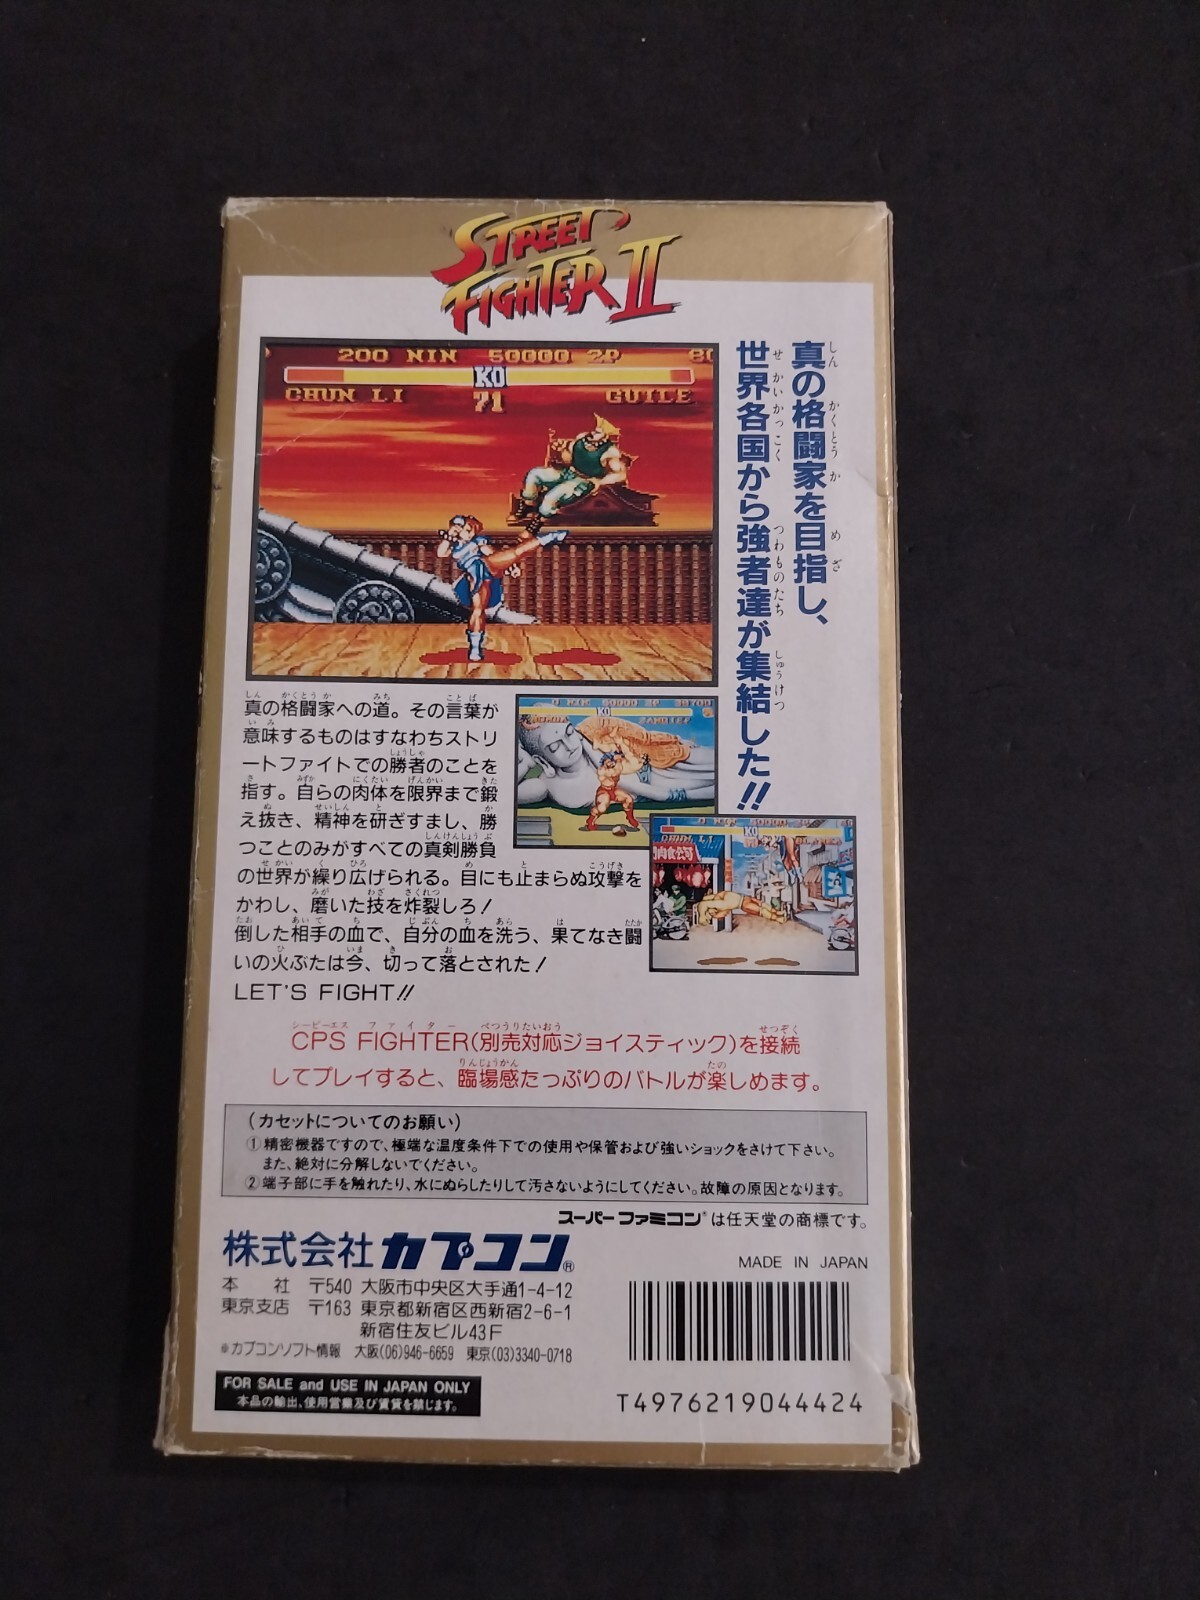 STREET
FIGHTER II
真の格闘家を目指し、
世界各国から強者達が集結した!!
200 NIN 50000 2P
KO
CHUN LI 71 GUILE
真の格闘家への道。その言葉が
意味するものはすなわちストリ
ートファイトでの勝者のことを
指す。自らの肉体を限界まで鍛
え抜き、精神を研ぎすまし、勝
つことのみがすべての真剣勝負
の世界が繰り広げられる。目にも止まらぬ攻撃を
かわし、磨いた技を炸裂しろ!
倒した相手の血で、自分の血を洗う、果てなき闘
いの火ぶたは今、切って落とされた!
LET'S FIGHT!!
CPS FIGHTER(別売対応ジョイスティック)を接続
してプレイすると、臨場感たっぷりのバトルが楽しめます。
(カセットについてのお願い)
①精密機器ですので、極端な温度条件下での使用や保管および強いショックをさけて下さい。
また、絶対に分解しないでください。
②端子部に手を触れたり、水にぬらしたりして汚さないようにしてください。故障の原因となります。
スーパーファミコン®は任天堂の商標です。
株式会社カプコン®
MADE IN JAPAN
本 社 〒540 大阪市中央区大手通1-4-12
東京支店 〒163 東京都新宿区西新宿2-6-1
新宿住友ビル43F
※カプコンソフト情報 大阪(06)946-6659 東京(03)3340-0718
FOR SALE and USE IN JAPAN ONLY
本品の輸出、使用営業及び賃貸を禁じます。
T4976219044424